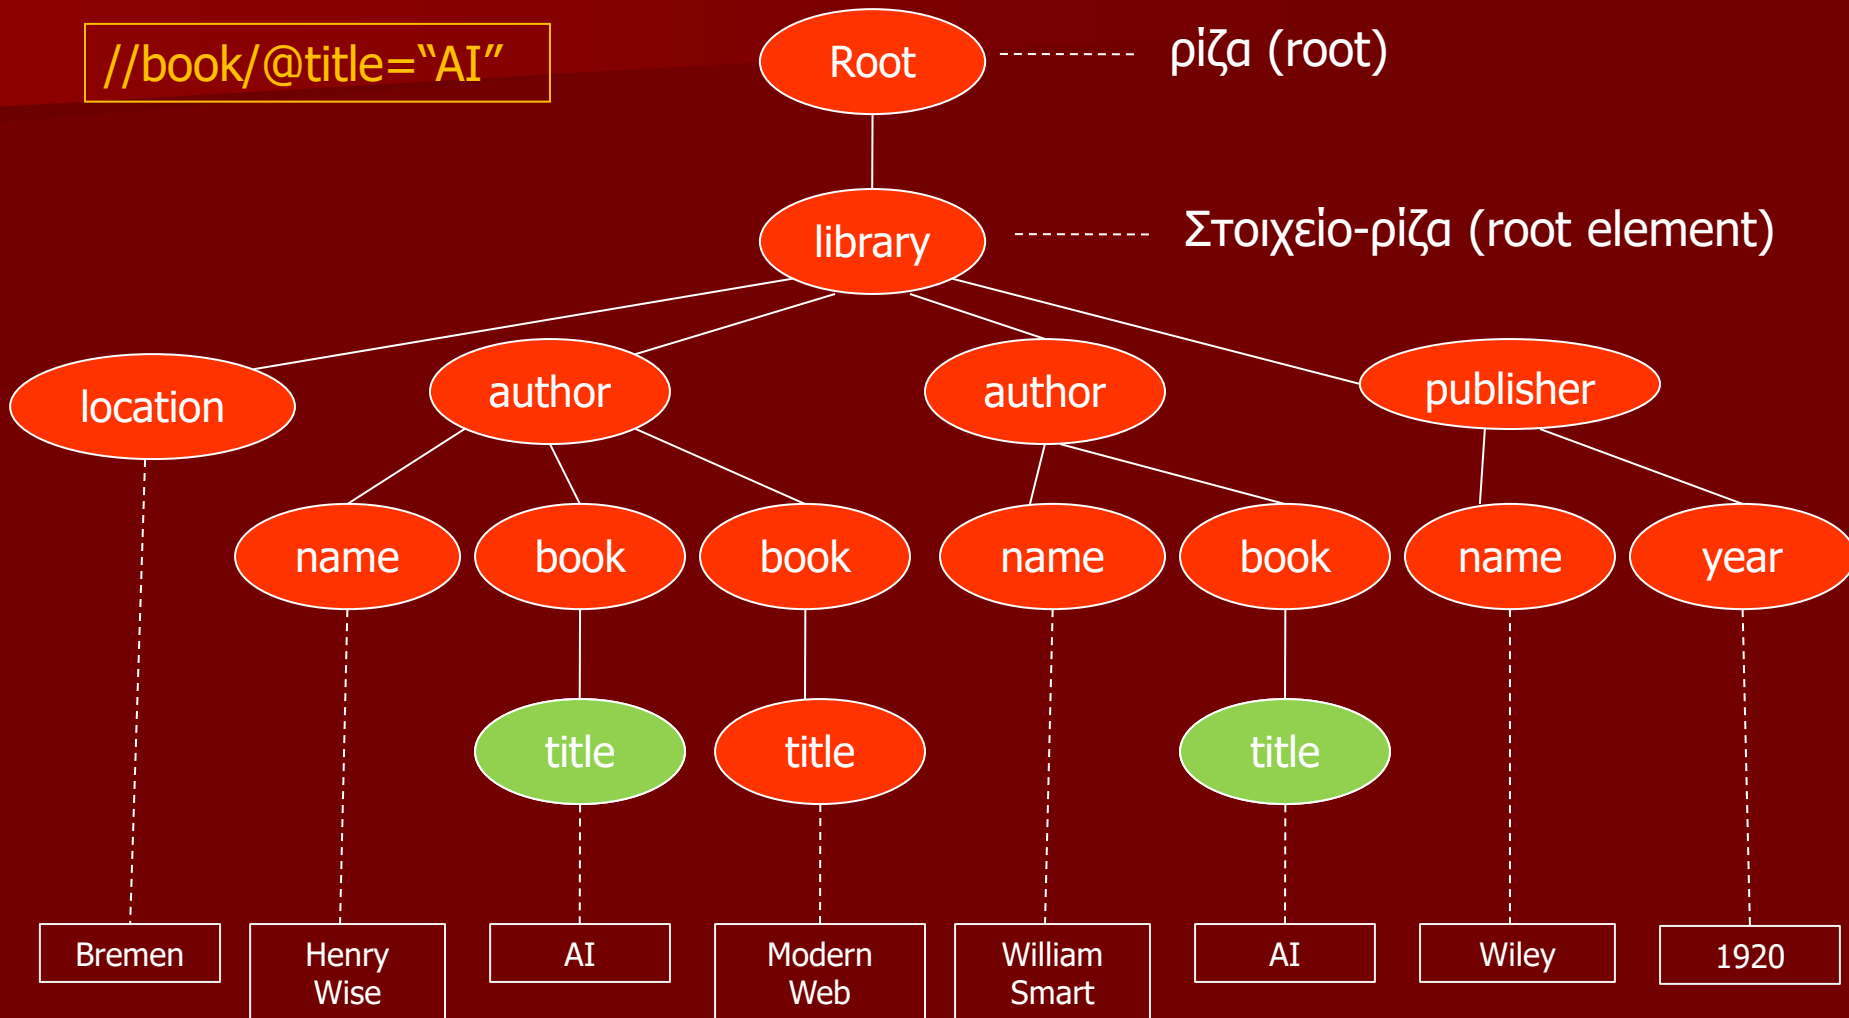 //book/@title=“AI”
Root
ρίζα (root)
library
Στοιχείο-ρίζα (root element)
location
author
author
publisher
name
book
book
name
book
name
year
title
title
title
Bremen
Henry
Wise
AI
Modern
Web
William
Smart
AI
Wiley
1920